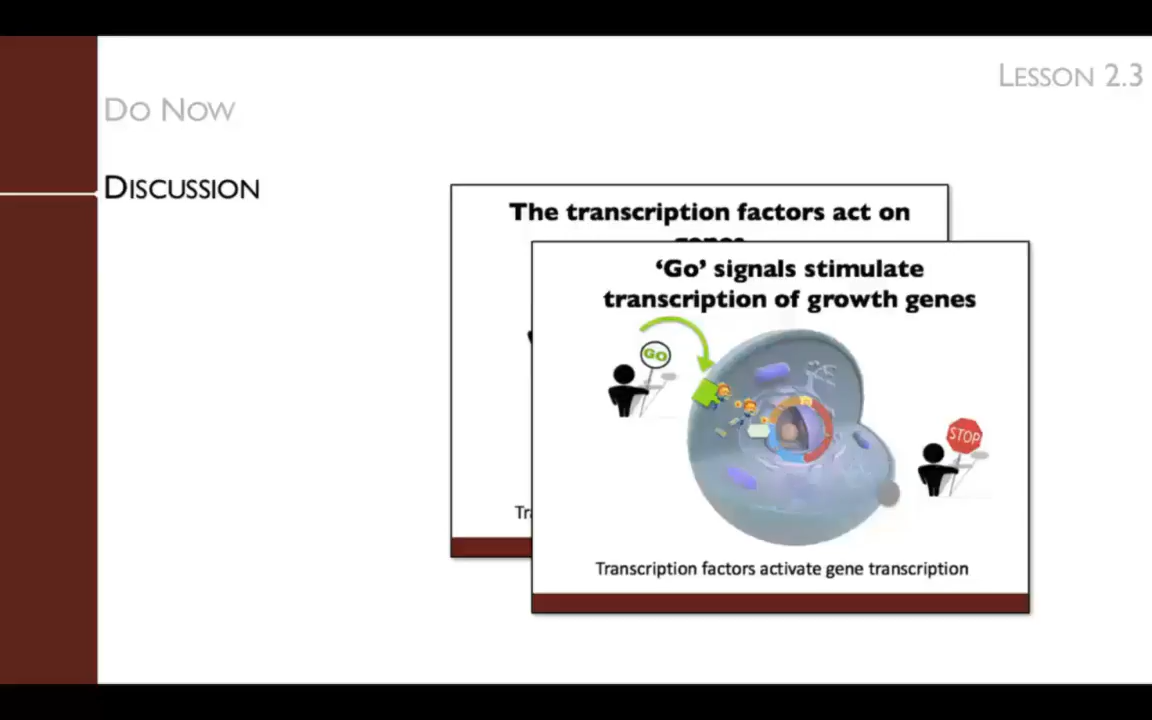 LESSON 2.3
DO NOW
DISCUSSION
The transcription factors act on
genes
‘Go’ signals stimulate
transcription of growth genes
GO
STOP
Tr
Transcription factors activate gene transcription